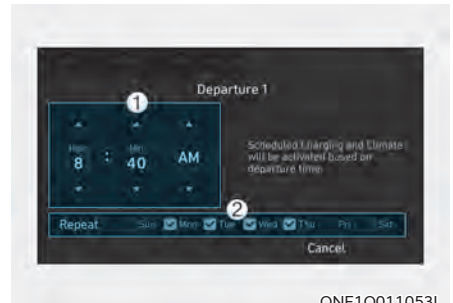 Departure 1
1
Hour Min
8 : 40 AM
Scheduled Charging and Climate
will be activated based on
departure time.
2
Repeat Sun Mon Tue Wed Thu Fri Sat
Cancel